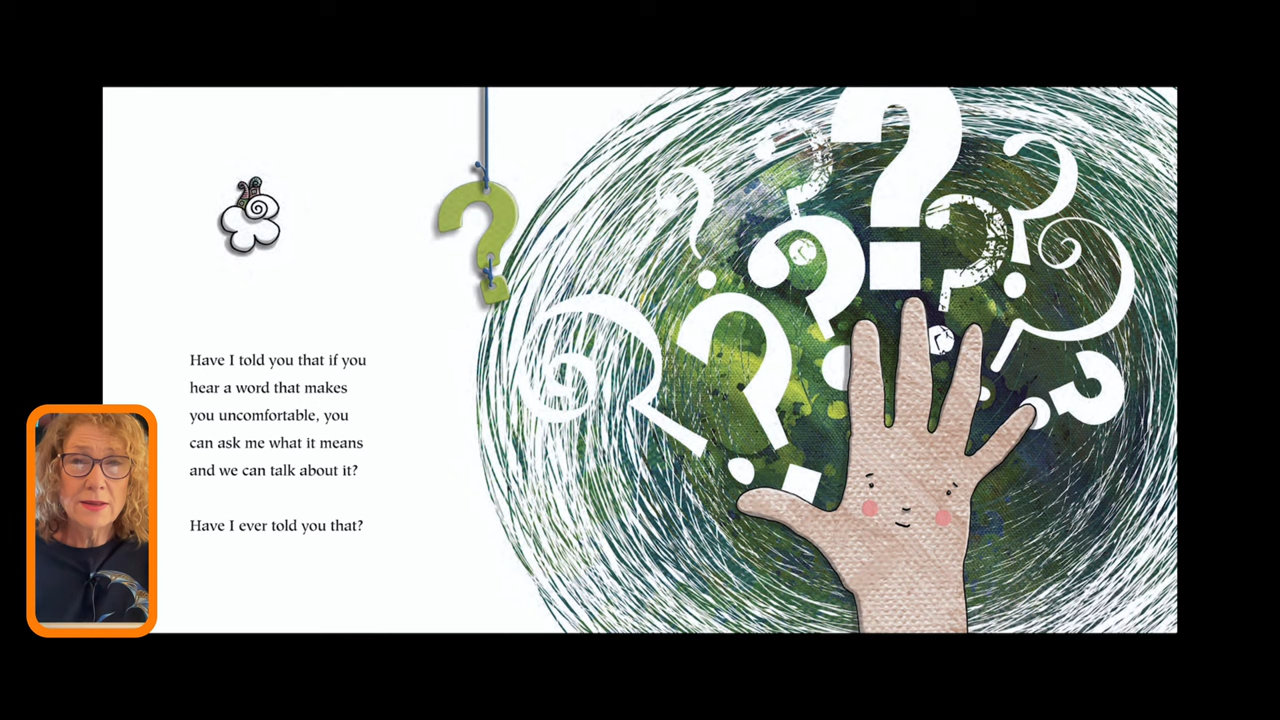 Have I told you that if you
hear a word that makes
you uncomfortable, you
can ask me what it means
and we can talk about it?
Have I ever told you that?